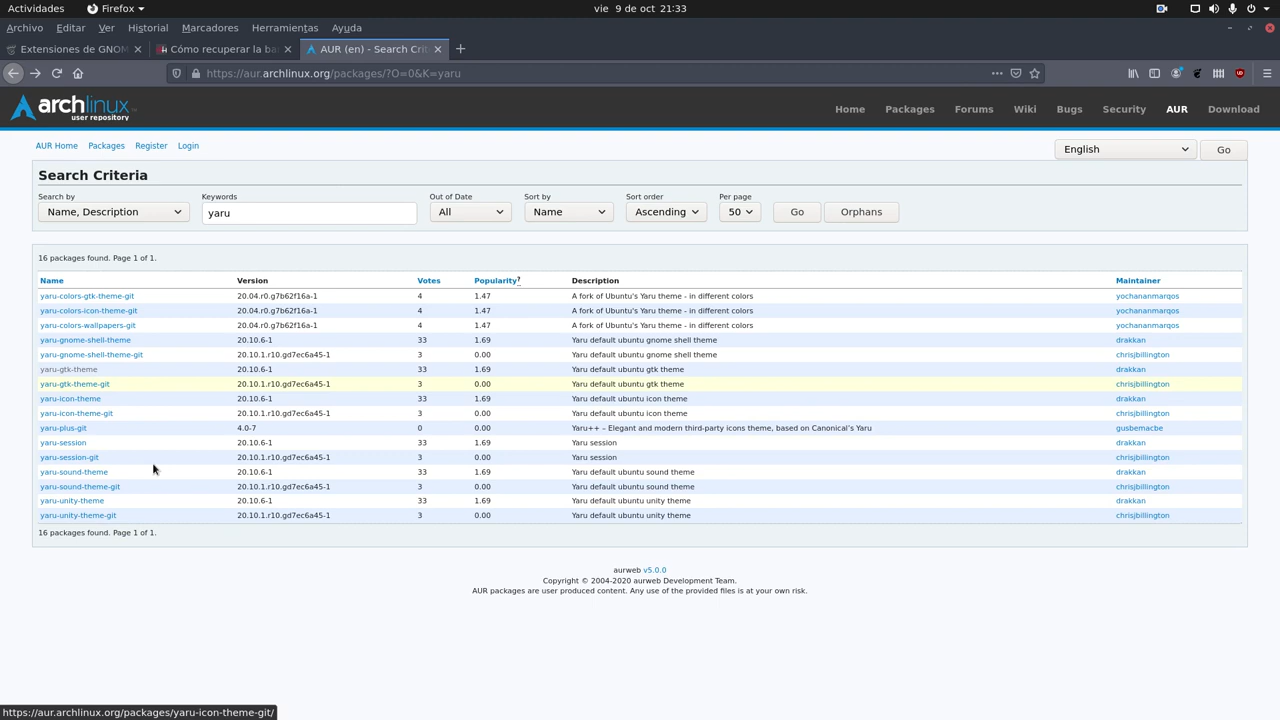 Actividades Firefox vie 9 de oct 21:33
Archivo Editar Ver Historial Marcadores Herramientas Ayuda
Extensiones de GNOM Cómo recuperar la ba AUR (en) - Search Crite
https://aur.archlinux.org/packages/?O=0&K=yaru
archlinux
user repository
Home Packages Forums Wiki Bugs Security AUR Download
AUR Home Packages Register Login
English Go
Search Criteria
Search by Keywords Out of Date Sort by Sort order Per page
Name, Description yaru All Name Ascending 50 Go Orphans
16 packages found. Page 1 of 1.
Name Version Votes Popularity? Description Maintainer
yaru-colors-gtk-theme-git 20.04.r0.g7b62f16a-1 4 1.47 A fork of Ubuntu's Yaru theme - in different colors yochananmarqos
yaru-colors-icon-theme-git 20.04.r0.g7b62f16a-1 4 1.47 A fork of Ubuntu's Yaru theme - in different colors yochananmarqos
yaru-colors-wallpapers-git 20.04.r0.g7b62f16a-1 4 1.47 A fork of Ubuntu's Yaru theme - in different colors yochananmarqos
yaru-gnome-shell-theme 20.10.6-1 33 1.69 Yaru default ubuntu gnome shell theme drakkan
yaru-gnome-shell-theme-git 20.10.1.r10.gd7ec6a45-1 3 0.00 Yaru default ubuntu gnome shell theme chrisjbillington
yaru-gtk-theme 20.10.6-1 33 1.69 Yaru default ubuntu gtk theme drakkan
yaru-gtk-theme-git 20.10.1.r10.gd7ec6a45-1 3 0.00 Yaru default ubuntu gtk theme chrisjbillington
yaru-icon-theme 20.10.6-1 33 1.69 Yaru default ubuntu icon theme drakkan
yaru-icon-theme-git 20.10.1.r10.gd7ec6a45-1 3 0.00 Yaru default ubuntu icon theme chrisjbillington
yaru-plus-git 4.0-7 0 0.00 Yaru++ – Elegant and modern third-party icons theme, based on Canonical’s Yaru gusbemacbe
yaru-session 20.10.6-1 33 1.69 Yaru session drakkan
yaru-session-git 20.10.1.r10.gd7ec6a45-1 3 0.00 Yaru session chrisjbillington
yaru-sound-theme 20.10.6-1 33 1.69 Yaru default ubuntu sound theme drakkan
yaru-sound-theme-git 20.10.1.r10.gd7ec6a45-1 3 0.00 Yaru default ubuntu sound theme chrisjbillington
yaru-unity-theme 20.10.6-1 33 1.69 Yaru default ubuntu unity theme drakkan
yaru-unity-theme-git 20.10.1.r10.gd7ec6a45-1 3 0.00 Yaru default ubuntu unity theme chrisjbillington
16 packages found. Page 1 of 1.
aurweb v5.0.0
Copyright © 2004-2020 aurweb Development Team.
AUR packages are user produced content. Any use of the provided files is at your own risk.
https://aur.archlinux.org/packages/yaru-icon-theme-git/